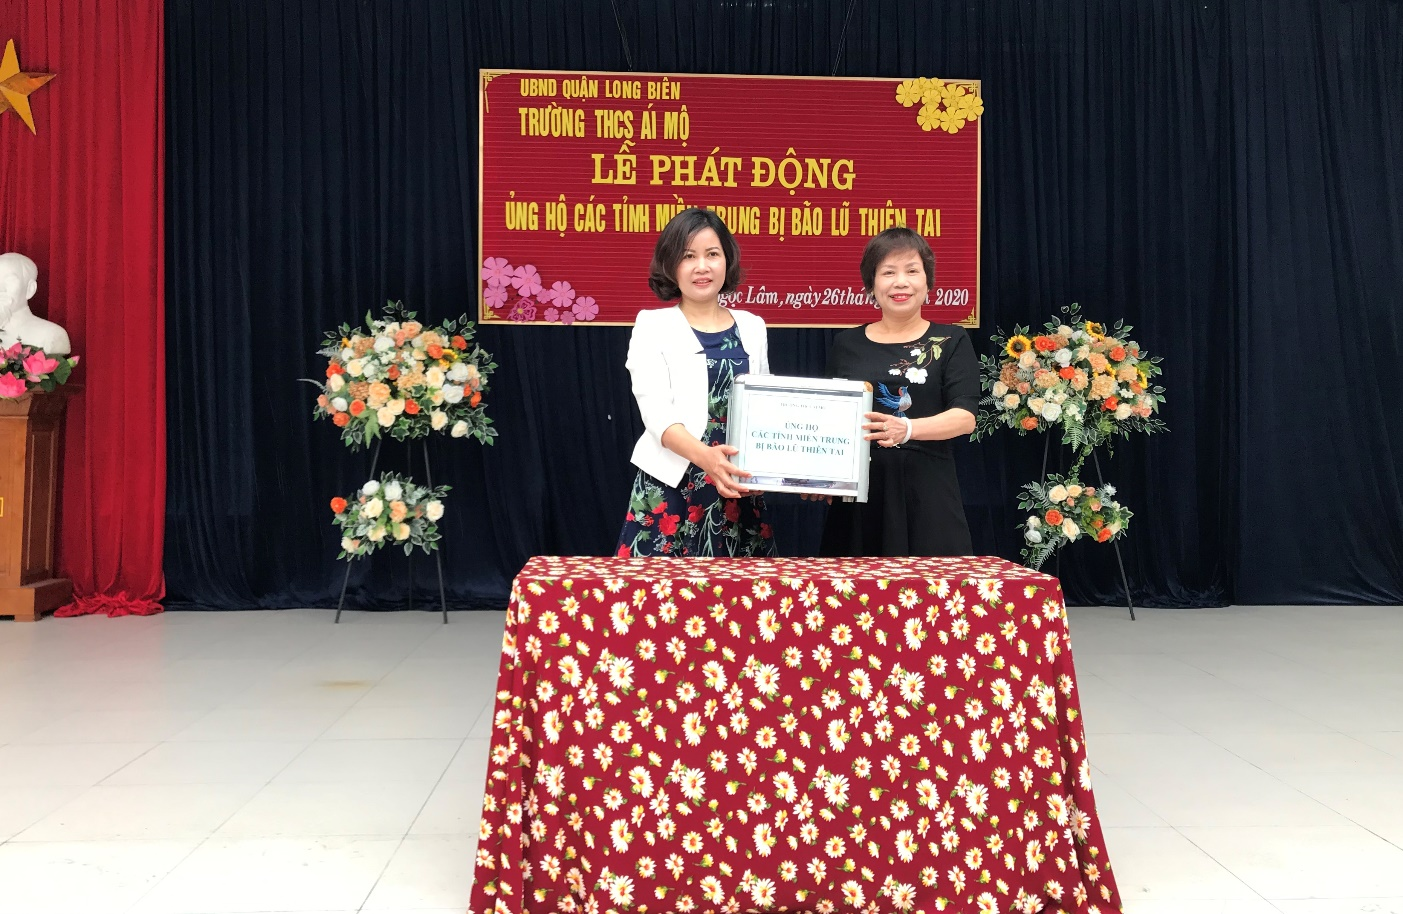 UBND QUẬN LONG BIÊN
TRƯỜNG THCS ÁI MỘ
LỄ PHÁT ĐỘNG
ỦNG HỘ CÁC TỈNH MIỀN TRUNG BỊ BÃO LŨ THIÊN TAI
Lâm, ngày 26 2020
ỦNG HỘ
CÁC TỈNH MIỀN TRUNG
BỊ BÃO LŨ THIÊN TAI